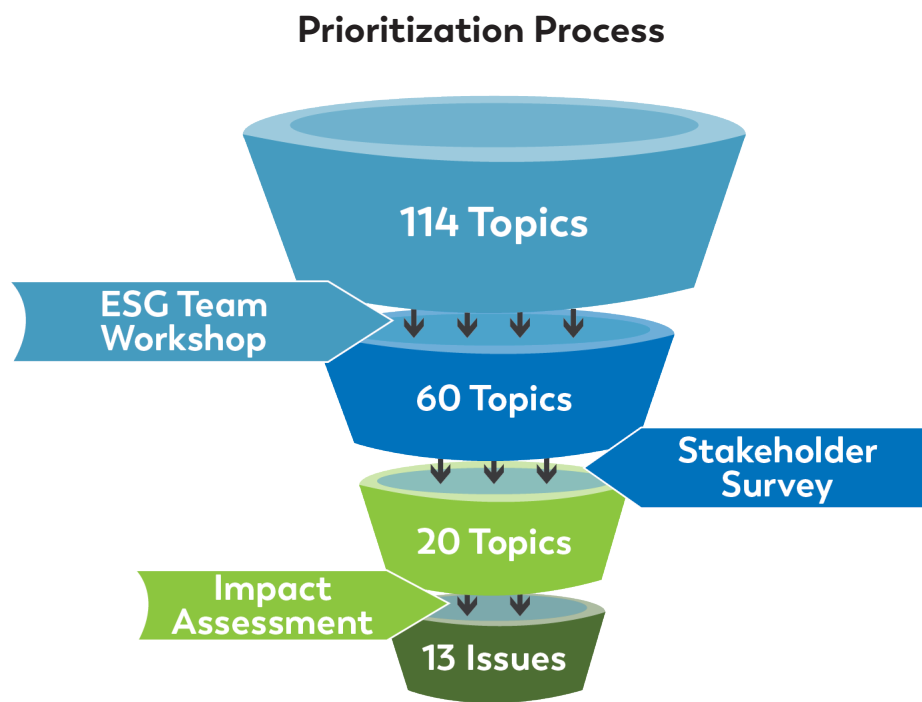 Prioritization Process
114 Topics
ESG Team
Workshop
60 Topics
Stakeholder
Survey
20 Topics
Impact
Assessment
13 Issues